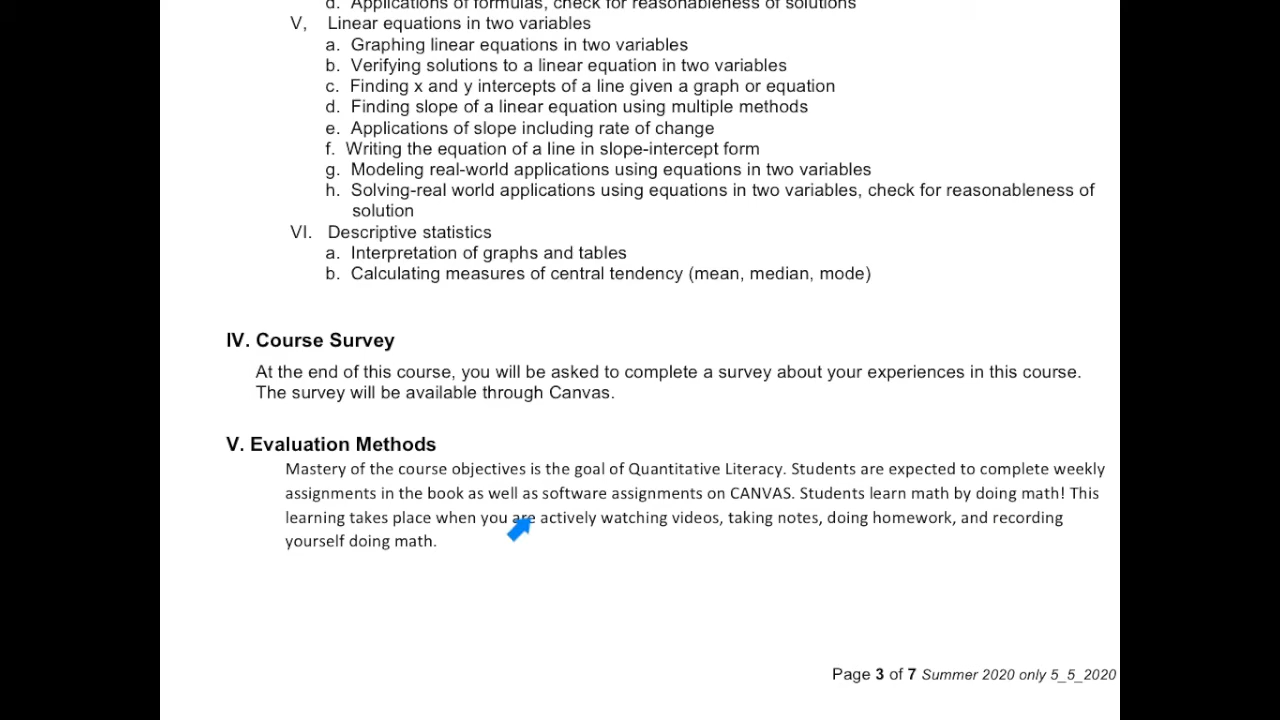 d. Applications of formulas, check for reasonableness of solutions
V, Linear equations in two variables
a. Graphing linear equations in two variables
b. Verifying solutions to a linear equation in two variables
c. Finding x and y intercepts of a line given a graph or equation
d. Finding slope of a linear equation using multiple methods
e. Applications of slope including rate of change
f. Writing the equation of a line in slope-intercept form
g. Modeling real-world applications using equations in two variables
h. Solving-real world applications using equations in two variables, check for reasonableness of
solution
VI. Descriptive statistics
a. Interpretation of graphs and tables
b. Calculating measures of central tendency (mean, median, mode)
IV. Course Survey
At the end of this course, you will be asked to complete a survey about your experiences in this course.
The survey will be available through Canvas.
V. Evaluation Methods
Mastery of the course objectives is the goal of Quantitative Literacy. Students are expected to complete weekly
assignments in the book as well as software assignments on CANVAS. Students learn math by doing math! This
learning takes place when you are actively watching videos, taking notes, doing homework, and recording
yourself doing math.
Page 3 of 7 Summer 2020 only 5_5_2020